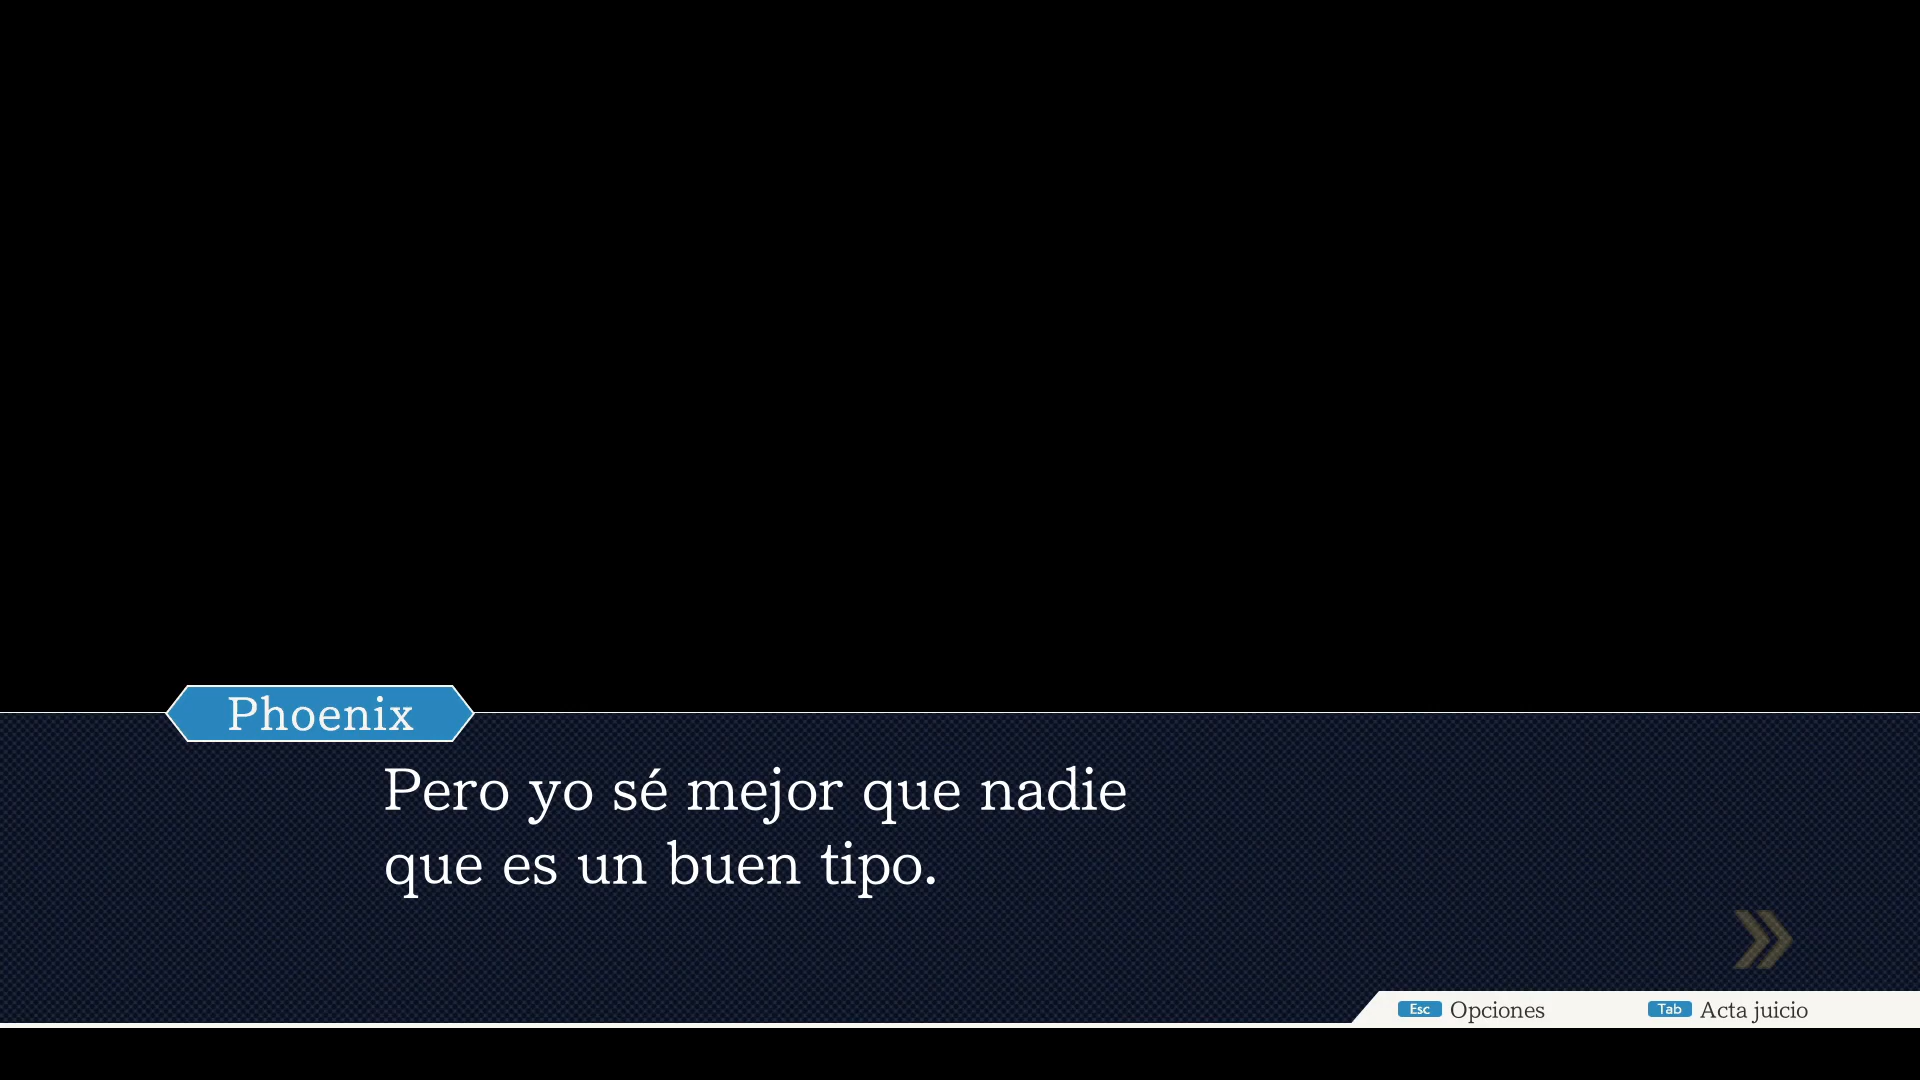 Phoenix
Pero yo sé mejor que nadie
que es un buen tipo.
Esc Opciones Tab Acta juicio